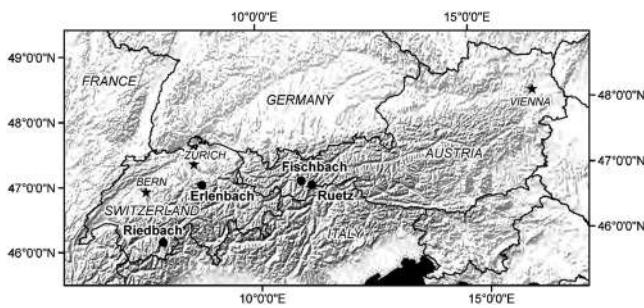 10°0'0"E 15°0'0"E
49°0'0"N
FRANCE
GERMANY
48°0'0"N
VIENNA
48°0'0"N
ZÜRICH
Fischbach
AUSTRIA
47°0'0"N
BERN
47°0'0"N
Erlenbach
Ruetz
SWITZERLAND
Riedbach
ITALY
46°0'0"N
46°0'0"N
10°0'0"E 15°0'0"E